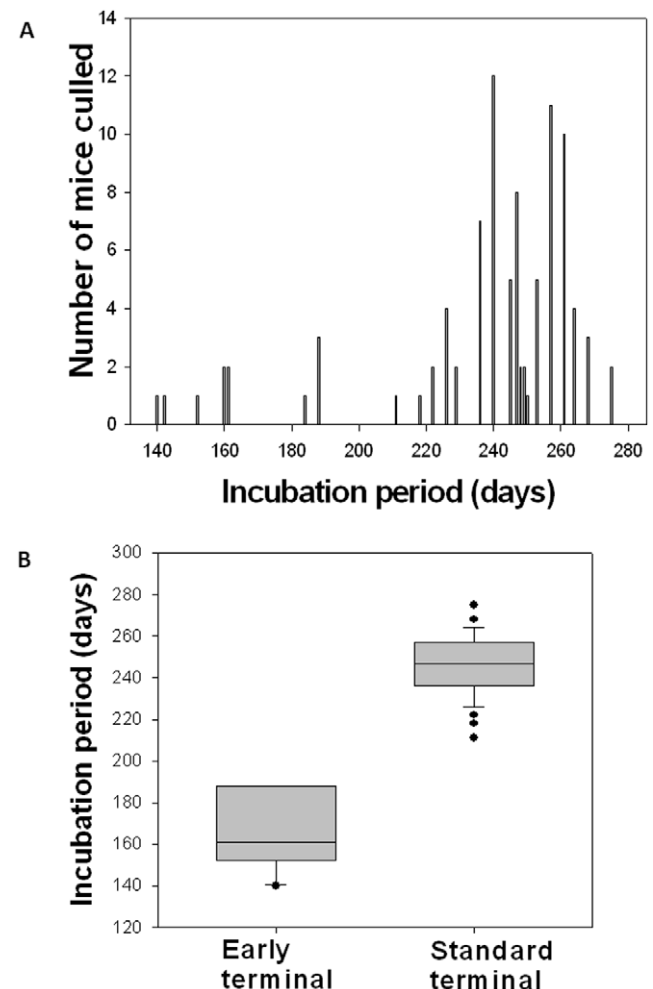 A
14
12
10
8
6
4
2
0
Number of mice culled
140 160 180 200 220 240 260 280
Incubation period (days)
B
300
280
260
240
220
200
180
160
140
120
Incubation period (days)
Early Standard
terminal terminal